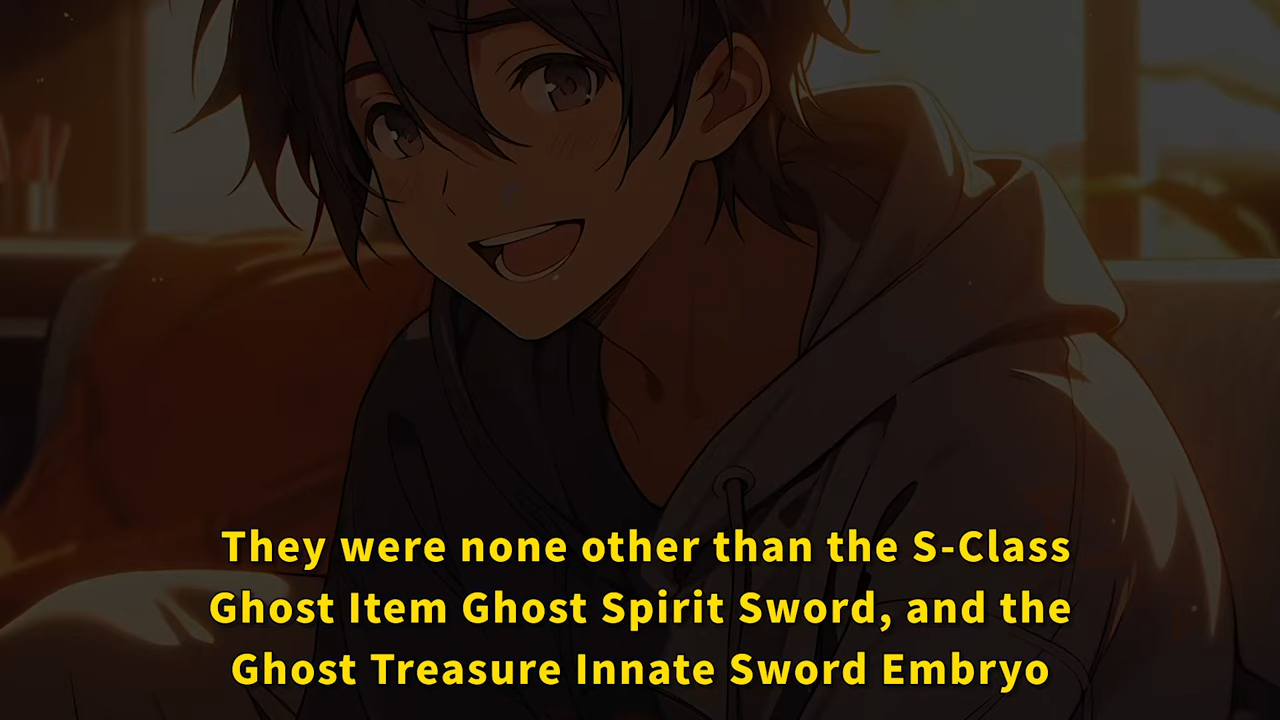 They were none other than the S-Class
Ghost Item Ghost Spirit Sword, and the
Ghost Treasure Innate Sword Embryo